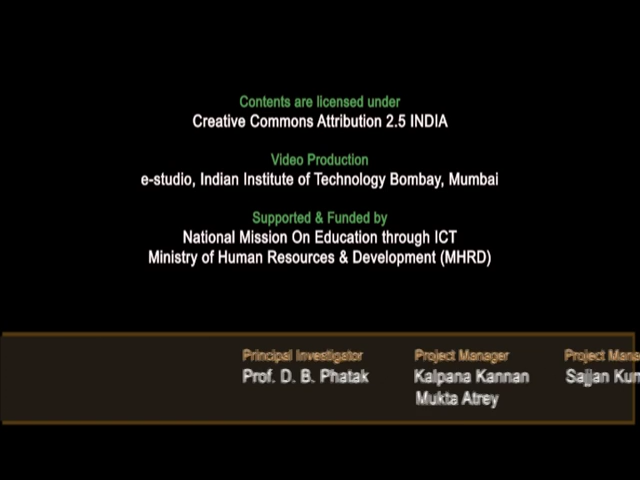 Contents are licensed under
Creative Commons Attribution 2.5 INDIA
Video Production
e-studio, Indian Institute of Technology Bombay, Mumbai
Supported & Funded by
National Mission On Education through ICT
Ministry of Human Resources & Development (MHRD)
Principal Investigator
Prof. D. B. Phatak
Project Manager
Kalpana Kannan
Mukta Atrey
Project
Sajjan